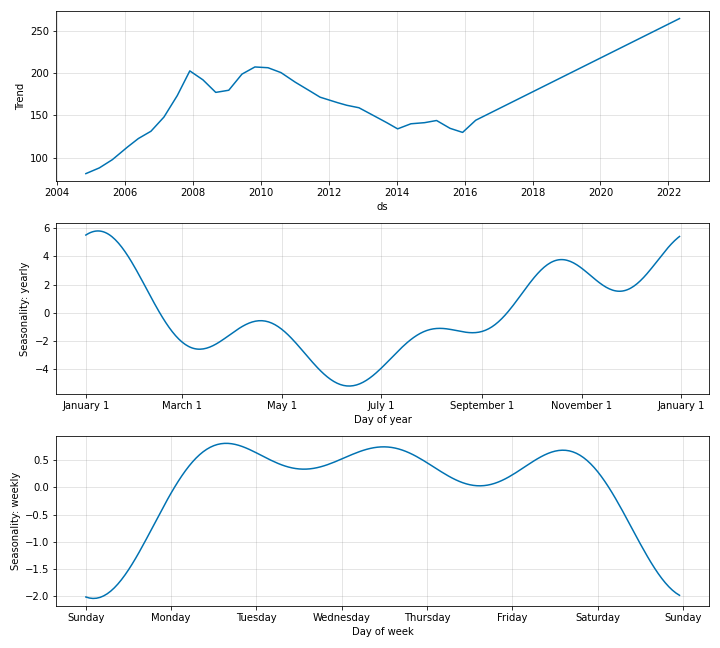 250
200
150
100
Trend
2004 2006 2008 2010 2012 2014 2016 2018 2020 2022
ds
6
4
2
0
−2
−4
Seasonality: yearly
January 1 March 1 May 1 July 1 September 1 November 1 January 1
Day of year
0.5
0.0
−0.5
−1.0
−1.5
−2.0
Seasonality: weekly
Sunday Monday Tuesday Wednesday Thursday Friday Saturday Sunday
Day of week